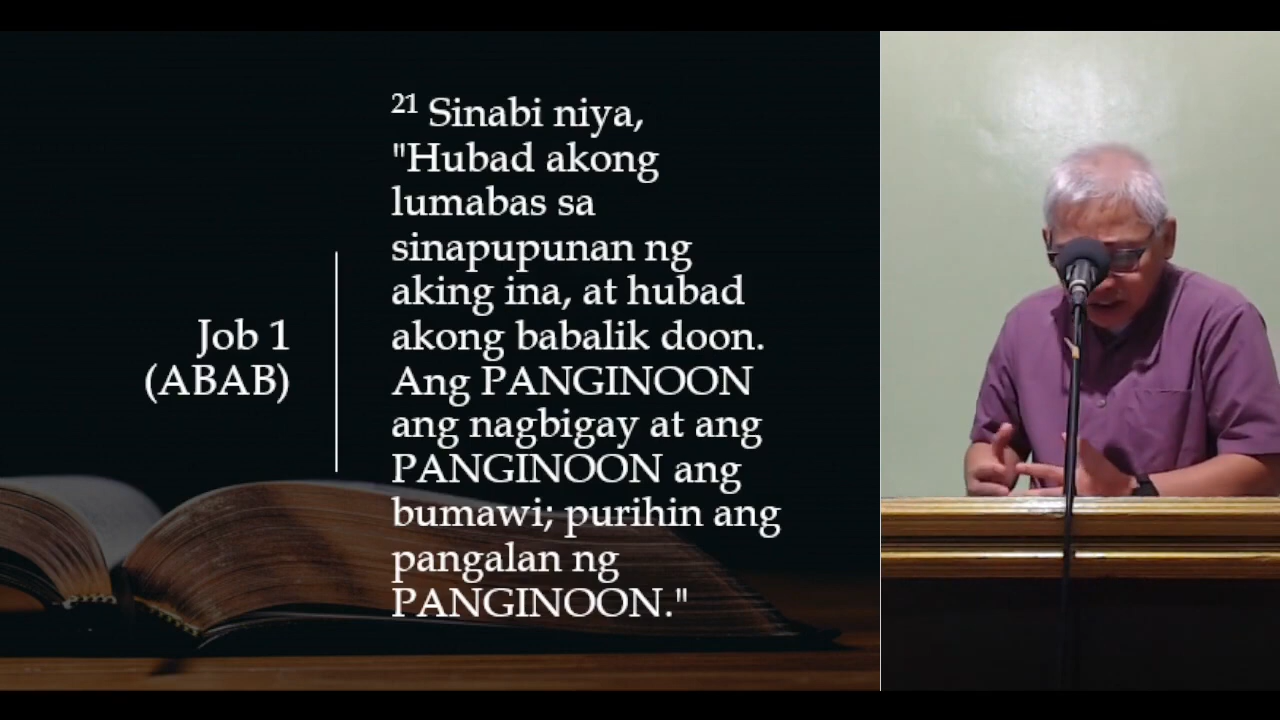 Job 1
(ABAB)
21 Sinabi niya,
"Hubad akong
lumabas sa
sinapupunan ng
aking ina, at hubad
akong babalik doon.
Ang PANGINOON
ang nagbigay at ang
PANGINOON ang
bumawi; purihin ang
pangalan ng
PANGINOON."